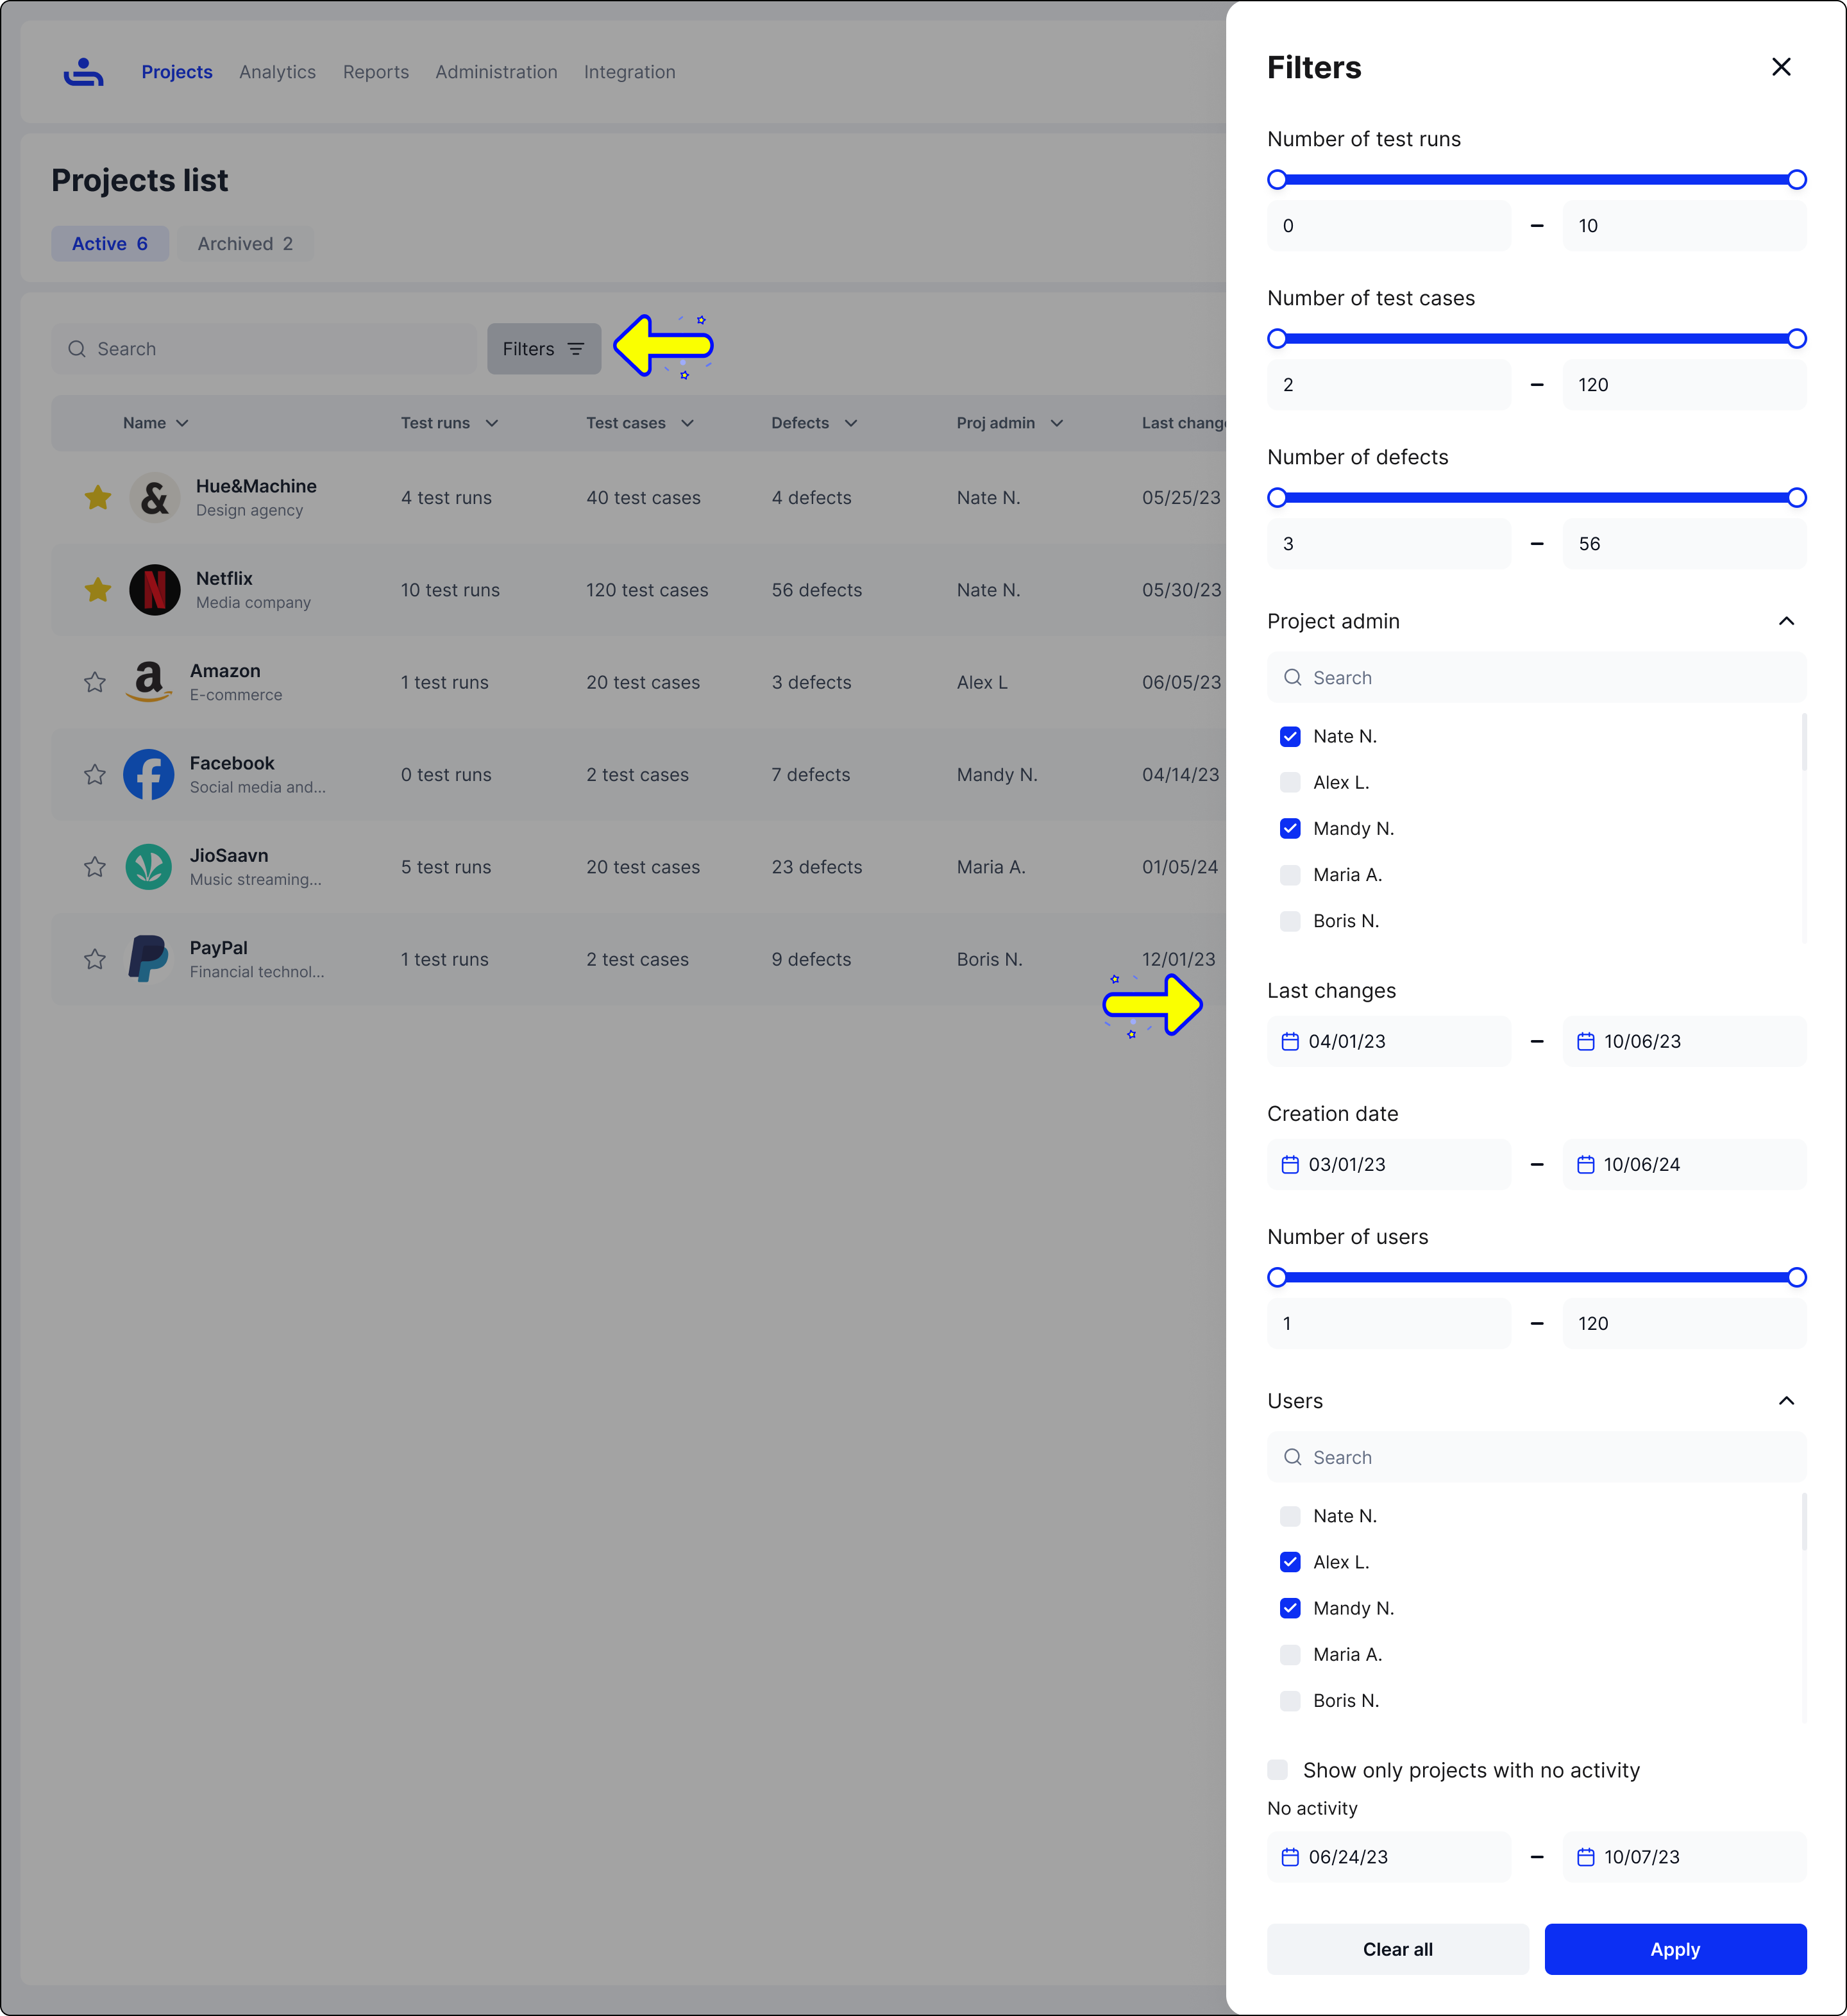 Projects Analytics Reports Administration Integration
Projects list
Active 6 Archived 2
Search Filters
Name Test runs Test cases Defects Proj admin Last change
& Hue&Machine
Design agency
4 test runs 40 test cases 4 defects Nate N. 05/25/23
N Netflix
Media company
10 test runs 120 test cases 56 defects Nate N. 05/30/23
a Amazon
E-commerce
1 test runs 20 test cases 3 defects Alex L 06/05/23
f Facebook
Social media and...
0 test runs 2 test cases 7 defects Mandy N. 04/14/23
JioSaavn
Music streaming...
5 test runs 20 test cases 23 defects Maria A. 01/05/24
P PayPal
Financial technol...
1 test runs 2 test cases 9 defects Boris N. 12/01/23
Filters
Number of test runs
0 – 10
Number of test cases
2 – 120
Number of defects
3 – 56
Project admin
Search
Nate N.
Alex L.
Mandy N.
Maria A.
Boris N.
Last changes
04/01/23 – 10/06/23
Creation date
03/01/23 – 10/06/24
Number of users
1 – 120
Users
Search
Nate N.
Alex L.
Mandy N.
Maria A.
Boris N.
Show only projects with no activity
No activity
06/24/23 – 10/07/23
Clear all Apply